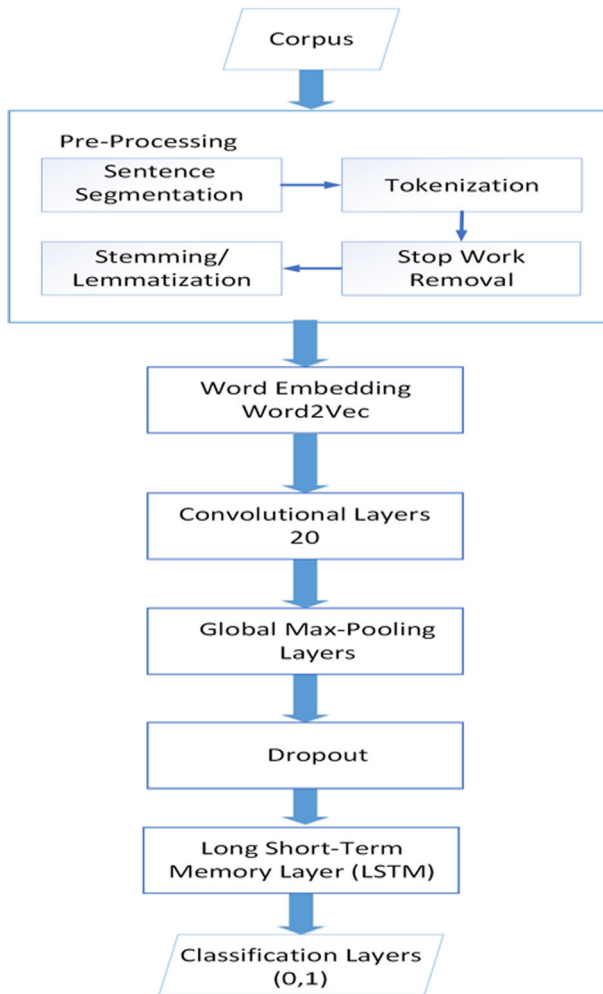 Corpus
Pre-Processing
Sentence
Segmentation
Tokenization
Stop Work
Removal
Stemming/
Lemmatization
Word Embedding
Word2Vec
Convolutional Layers
20
Global Max-Pooling
Layers
Dropout
Long Short-Term
Memory Layer (LSTM)
Classification Layers
(0,1)